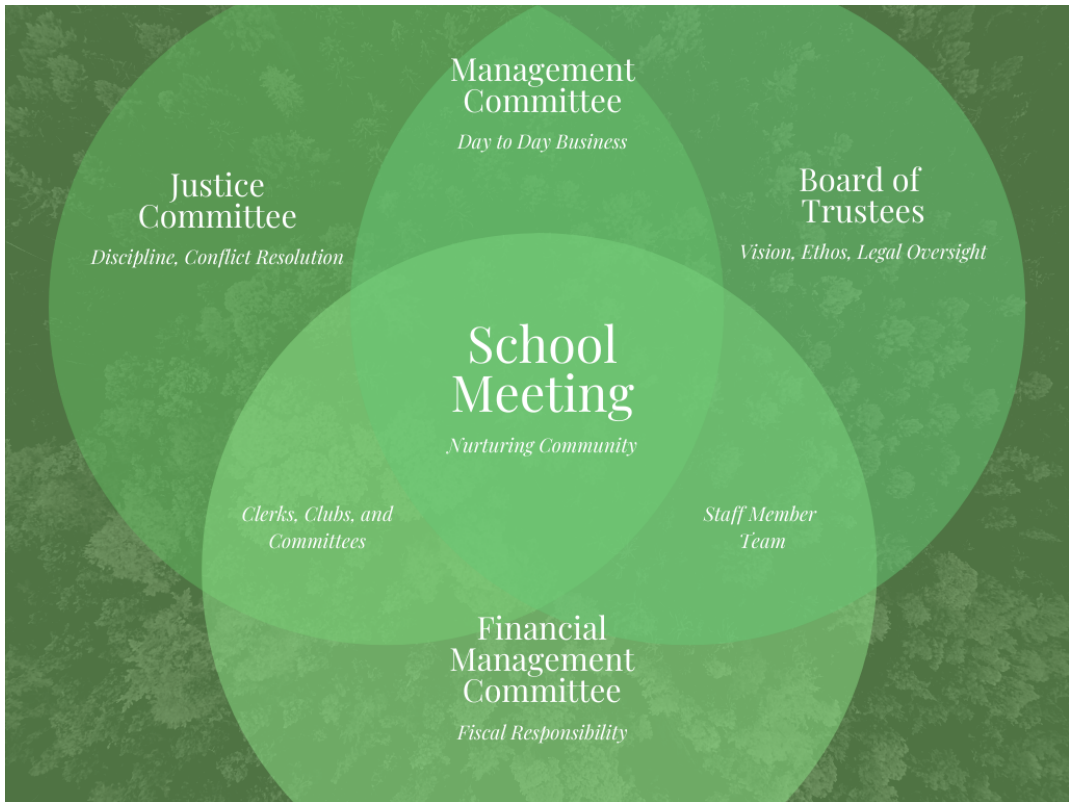 Management
Committee
Day to Day Business
Justice
Committee
Discipline, Conflict Resolution
Board of
Trustees
Vision, Ethos, Legal Oversight
School
Meeting
Nurturing Community
Clerks, Clubs, and
Committees
Staff Member
Team
Financial
Management
Committee
Fiscal Responsibility